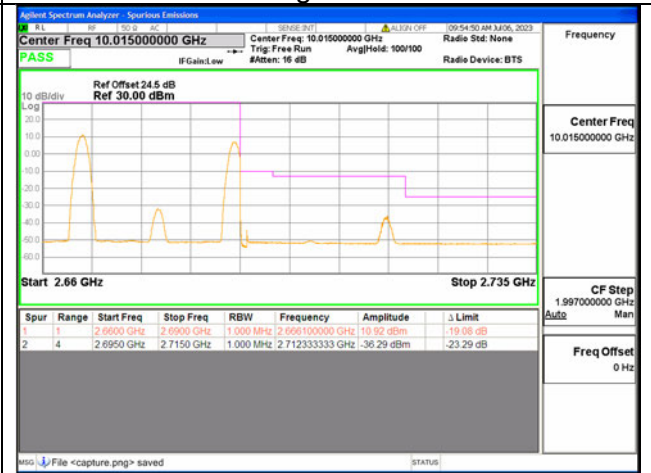 Agilent Spectrum Analyzer - Spurious Emissions
RL RF 50 Ω AC SENSE:INT ALIGN OFF 09:54:50 AM Jul 06, 2023
Center Freq 10.015000000 GHz Center Freq: 10.015000000 GHz Radio Std: None Frequency
Trig: Free Run Avg|Hold: 100/100
PASS IFGain:Low #Atten: 16 dB Radio Device: BTS
Ref Offset 24.5 dB
10 dB/div Ref 30.00 dBm
Log
20.0
10.0
0.00
-10.0
-20.0
-30.0
-40.0
-50.0
-60.0
Center Freq
10.015000000 GHz
Start 2.66 GHz Stop 2.735 GHz
CF Step
1.997000000 GHz
Auto Man
Spur Range Start Freq Stop Freq RBW Frequency Amplitude Δ Limit
1 1 2.6600 GHz 2.6900 GHz 1.000 MHz 2.666100000 GHz 10.92 dBm -19.08 dB
2 4 2.6950 GHz 2.7150 GHz 1.000 MHz 2.712333333 GHz -36.29 dBm -23.29 dB
Freq Offset
0 Hz
MSG File <capture.png> saved STATUS